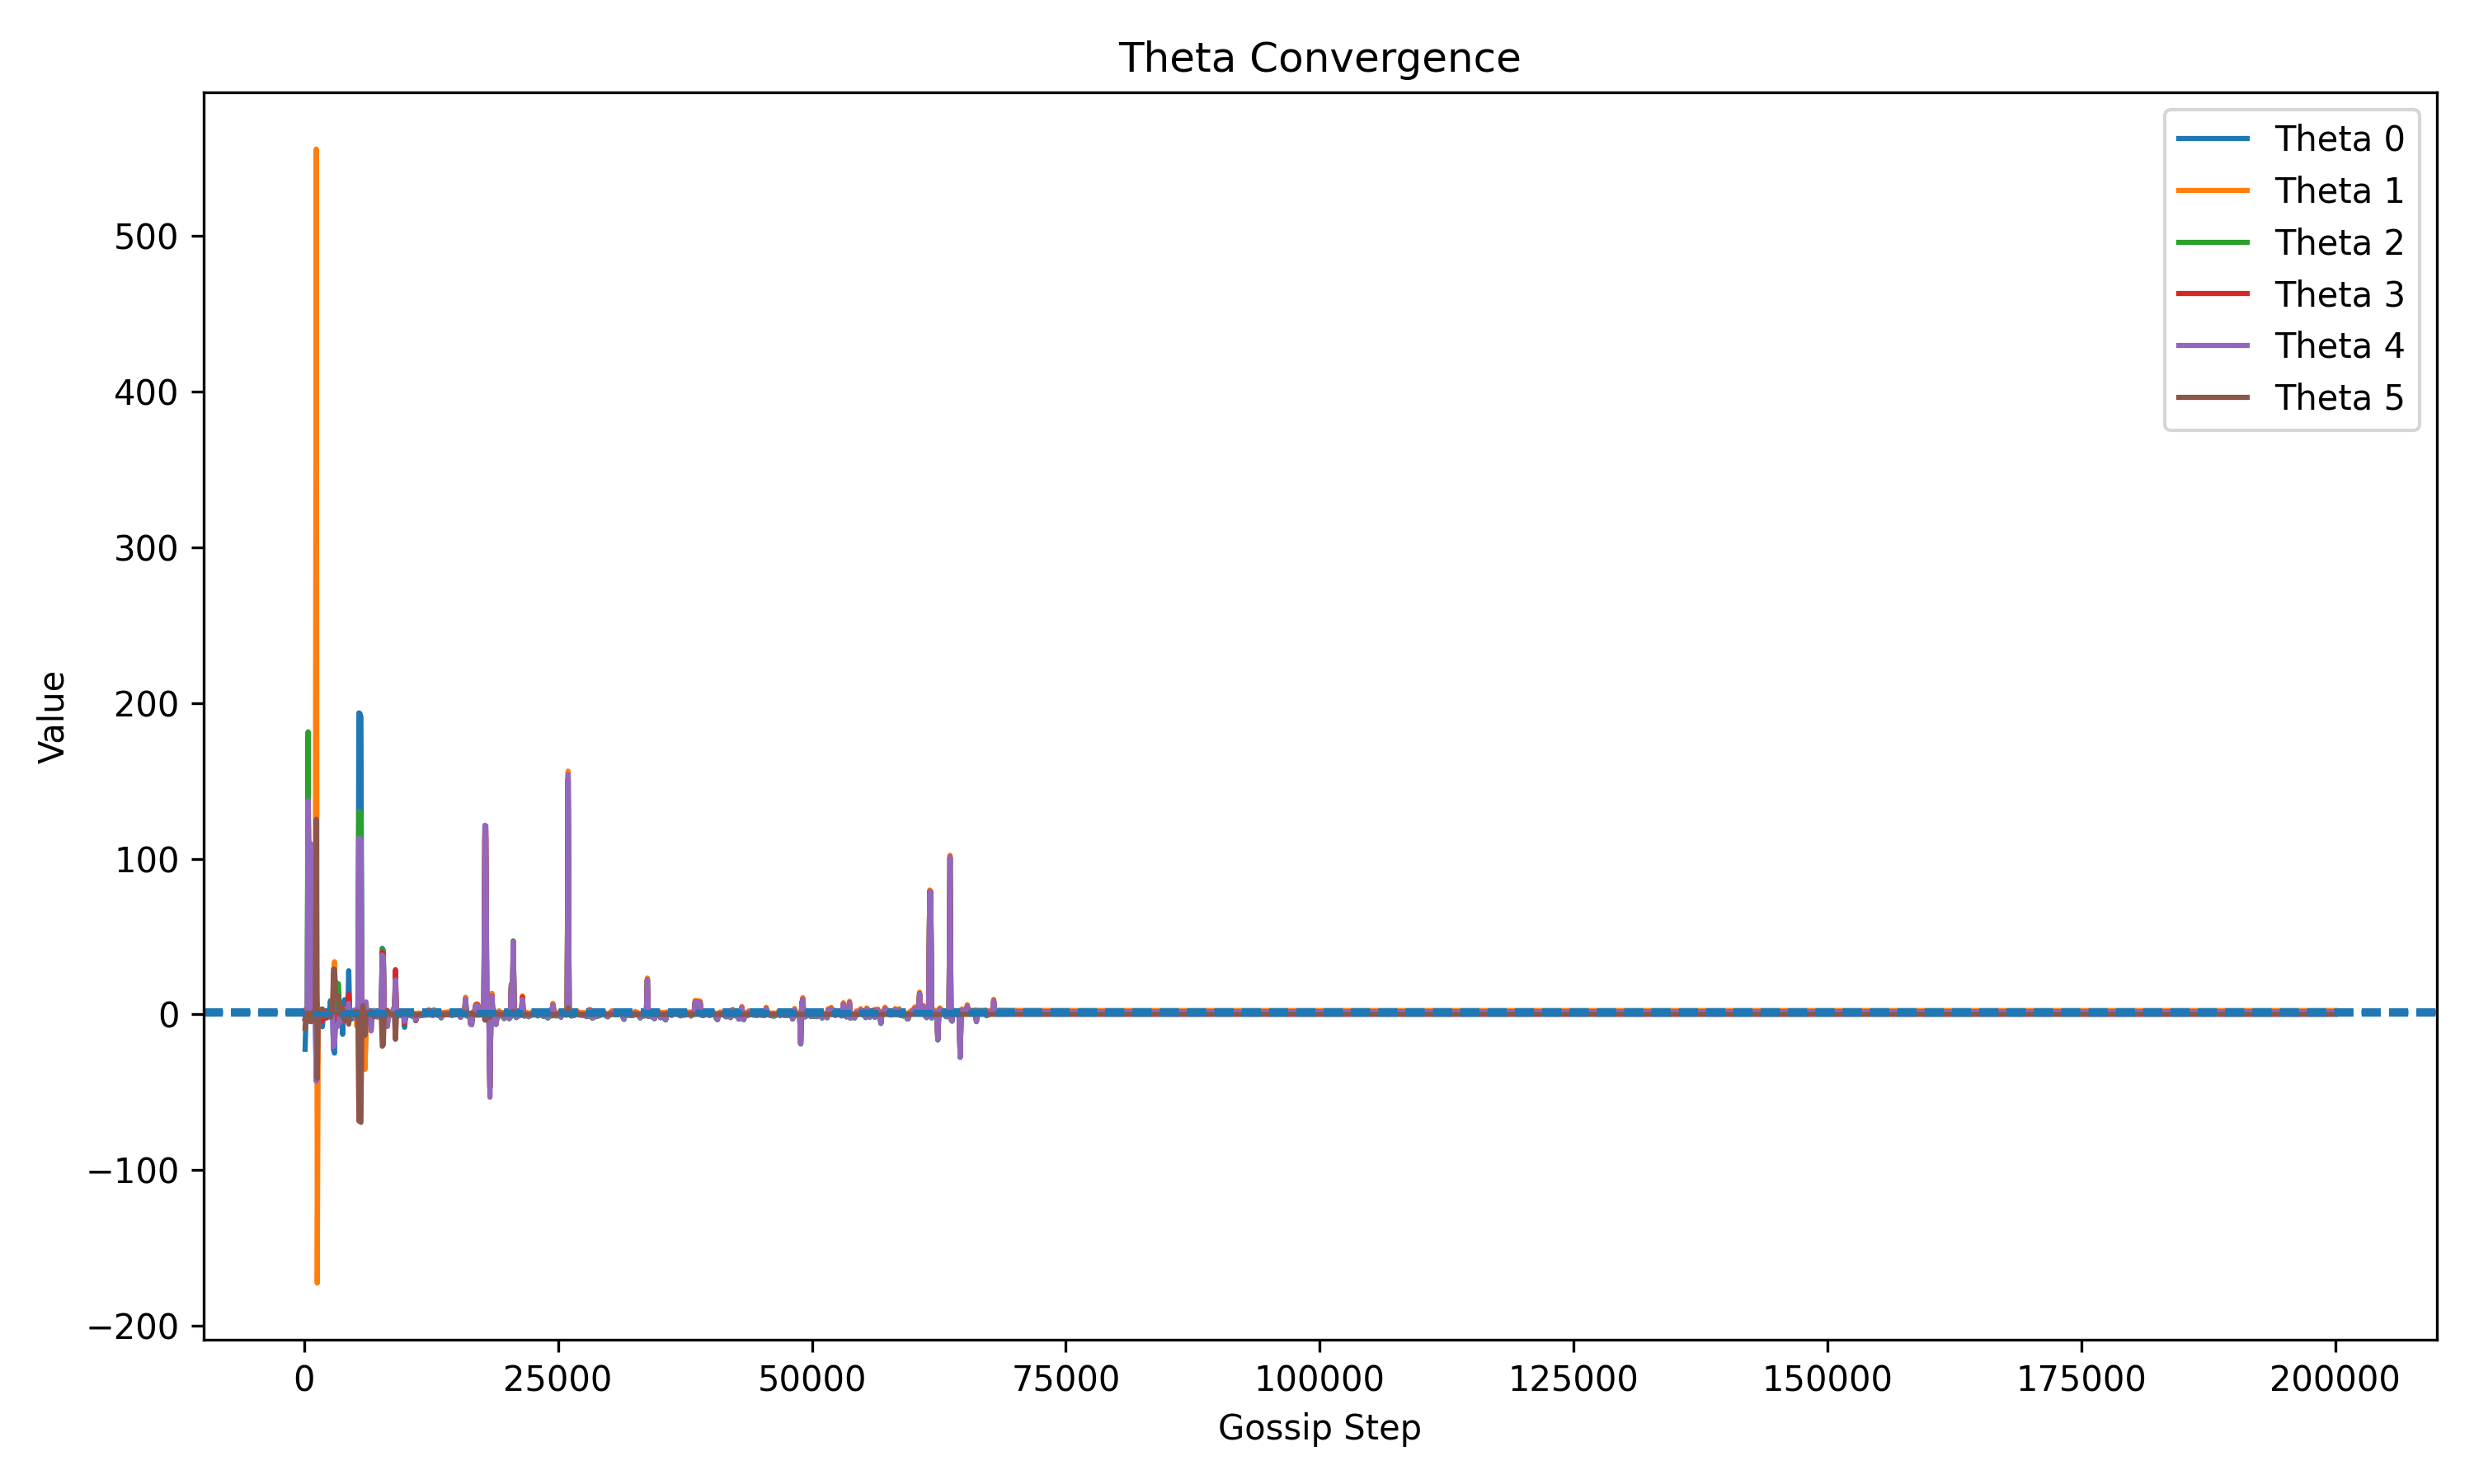 Theta Convergence
Theta 0
Theta 1
Theta 2
Theta 3
Theta 4
Theta 5
500
400
300
200
100
0
−100
−200
Value
0 25000 50000 75000 100000 125000 150000 175000 200000
Gossip Step